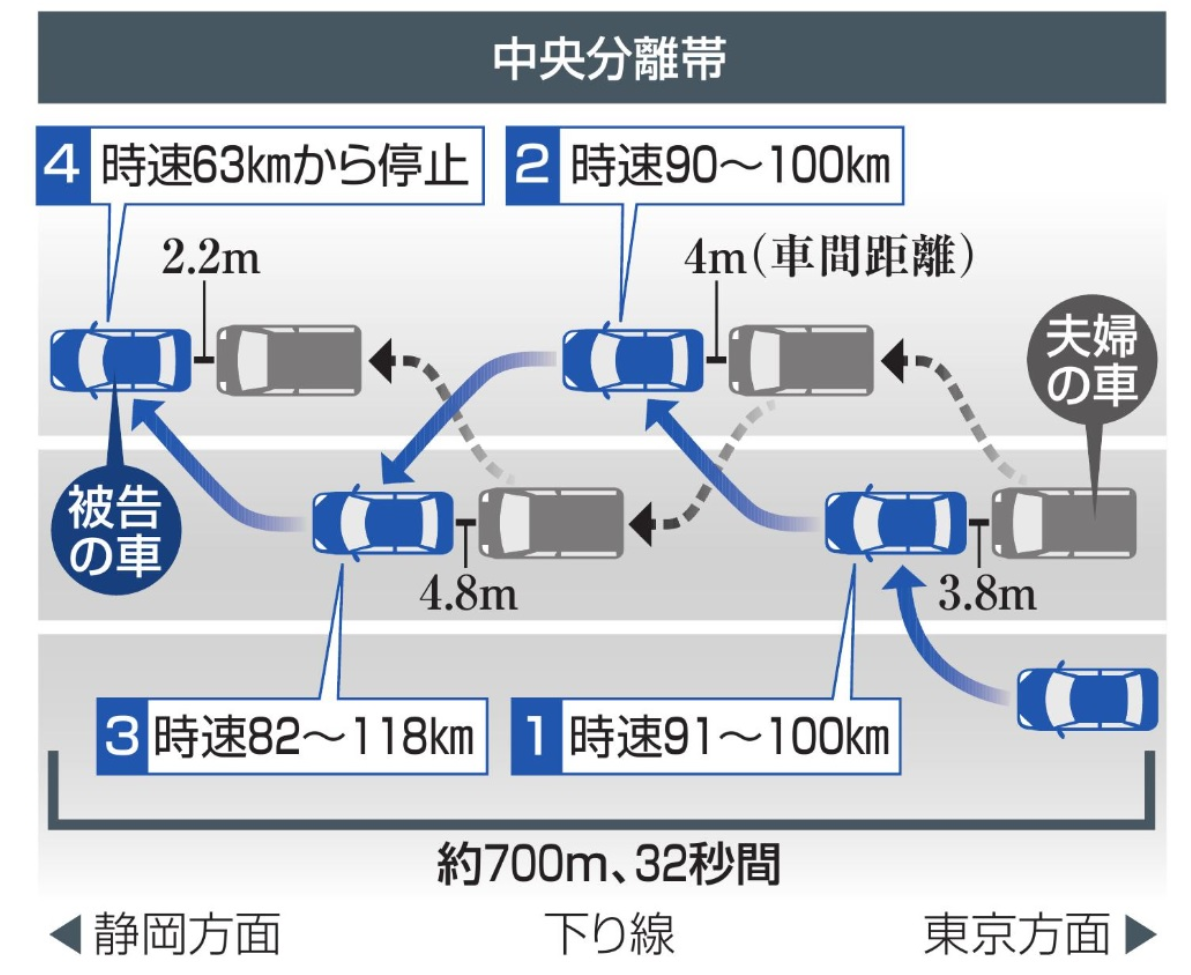 中央分離帯
4 時速63kmから停止
2 時速90～100km
2.2m
4m(車間距離)
夫婦
の車
被告
の車
4.8m
3.8m
3 時速82～118km
1 時速91～100km
約700m、32秒間
◀静岡方面
下り線
東京方面▶